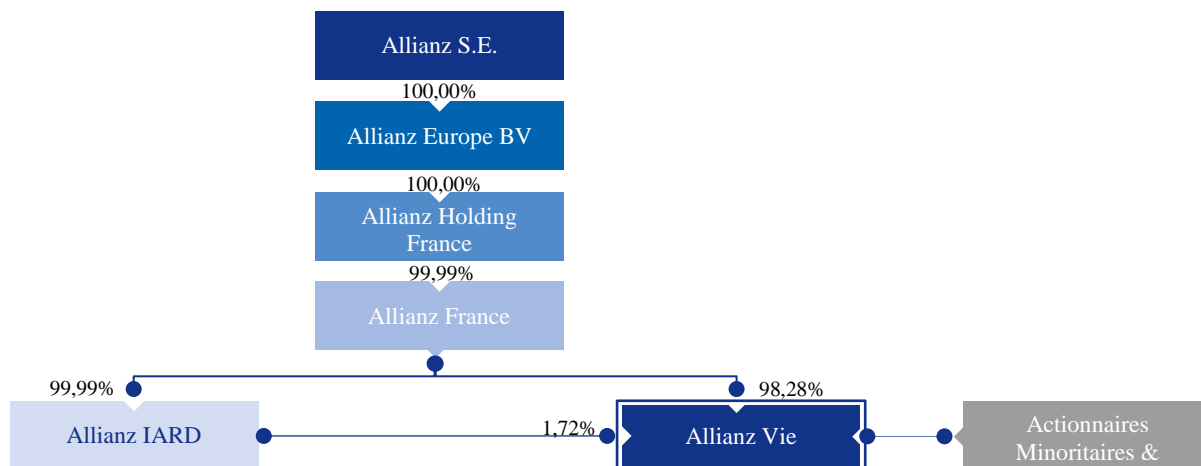 Allianz S.E.
100,00%
Allianz Europe BV
100,00%
Allianz Holding
France
99,99%
Allianz France
99,99%
98,28%
Allianz IARD
1,72%
Allianz Vie
Actionnaires
Minoritaires &